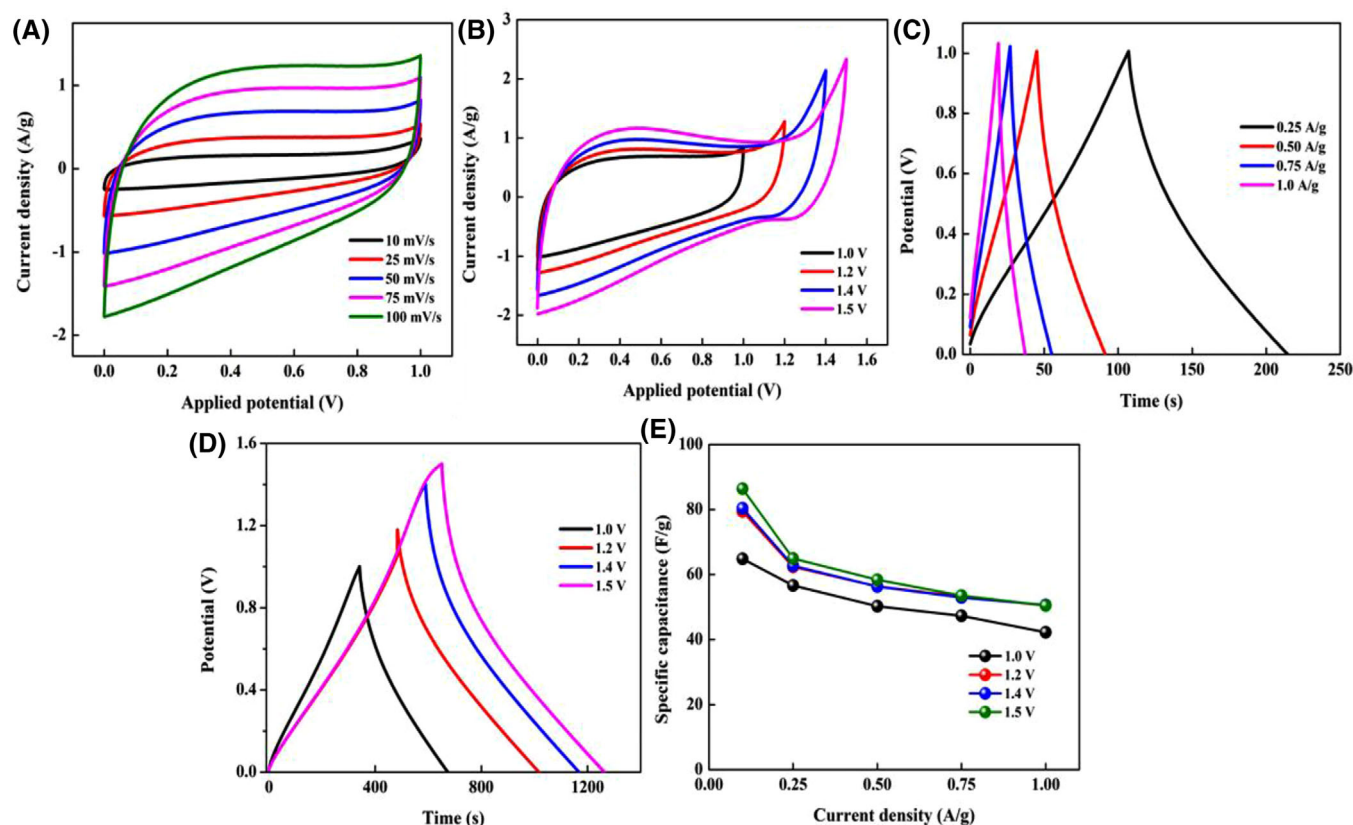 (A)
Current density (A/g)
1
0
-1
-2
10 mV/s
25 mV/s
50 mV/s
75 mV/s
100 mV/s
0.0 0.2 0.4 0.6 0.8 1.0
Applied potential (V)
(B)
Current density (A/g)
3
2
1
0
-1
-2
1.0 V
1.2 V
1.4 V
1.5 V
0.0 0.2 0.4 0.6 0.8 1.0 1.2 1.4 1.6
Applied potential (V)
(C)
Potential (V)
1.0
0.8
0.6
0.4
0.2
0.0
0.25 A/g
0.50 A/g
0.75 A/g
1.0 A/g
0 50 100 150 200 250
Time (s)
(D)
Potential (V)
1.6
1.2
0.8
0.4
0.0
1.0 V
1.2 V
1.4 V
1.5 V
0 400 800 1200
Time (s)
(E)
Specific capacitance (F/g)
100
80
60
40
20
0
1.0 V
1.2 V
1.4 V
1.5 V
0.00 0.25 0.50 0.75 1.00
Current density (A/g)